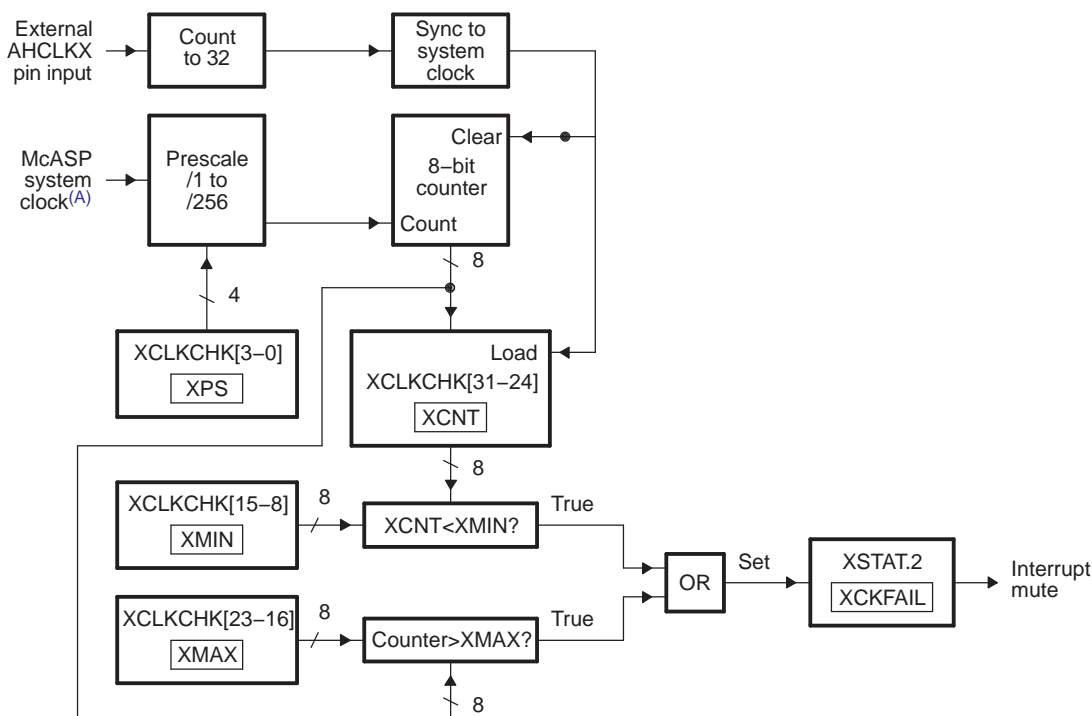 External
AHCLKX
pin input
Count
to 32
Sync to
system
clock
McASP
system
clock(A)
Prescale
/1 to
/256
Clear
8−bit
counter
Count
8
4
XCLKCHK[3−0]
XPS
Load
XCLKCHK[31−24]
XCNT
8
XCLKCHK[15−8]
XMIN
8
XCNT<XMIN?
True
XCLKCHK[23−16]
XMAX
8
Counter>XMAX?
True
8
OR
Set
XSTAT.2
XCKFAIL
Interrupt
mute